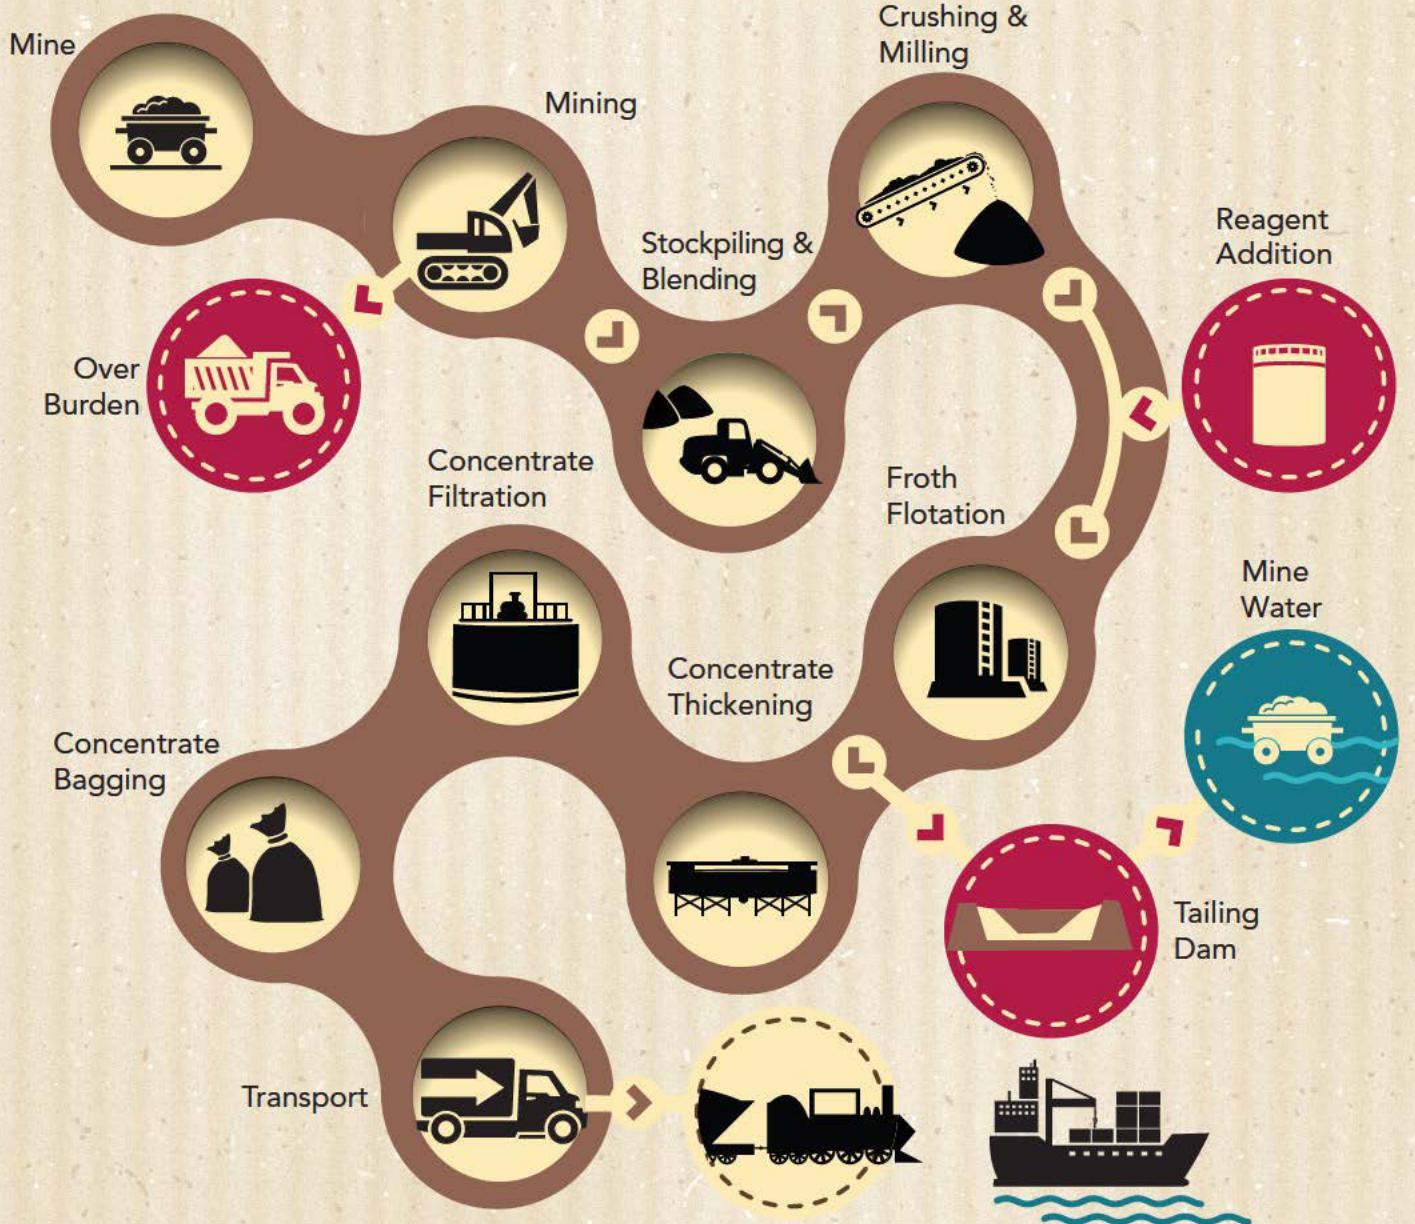 Mine
Mining
Crushing &
Milling
Stockpiling &
Blending
Reagent
Addition
Over
Burden
Concentrate
Filtration
Froth
Flotation
Mine
Water
Concentrate
Thickening
Concentrate
Bagging
Tailing
Dam
Transport